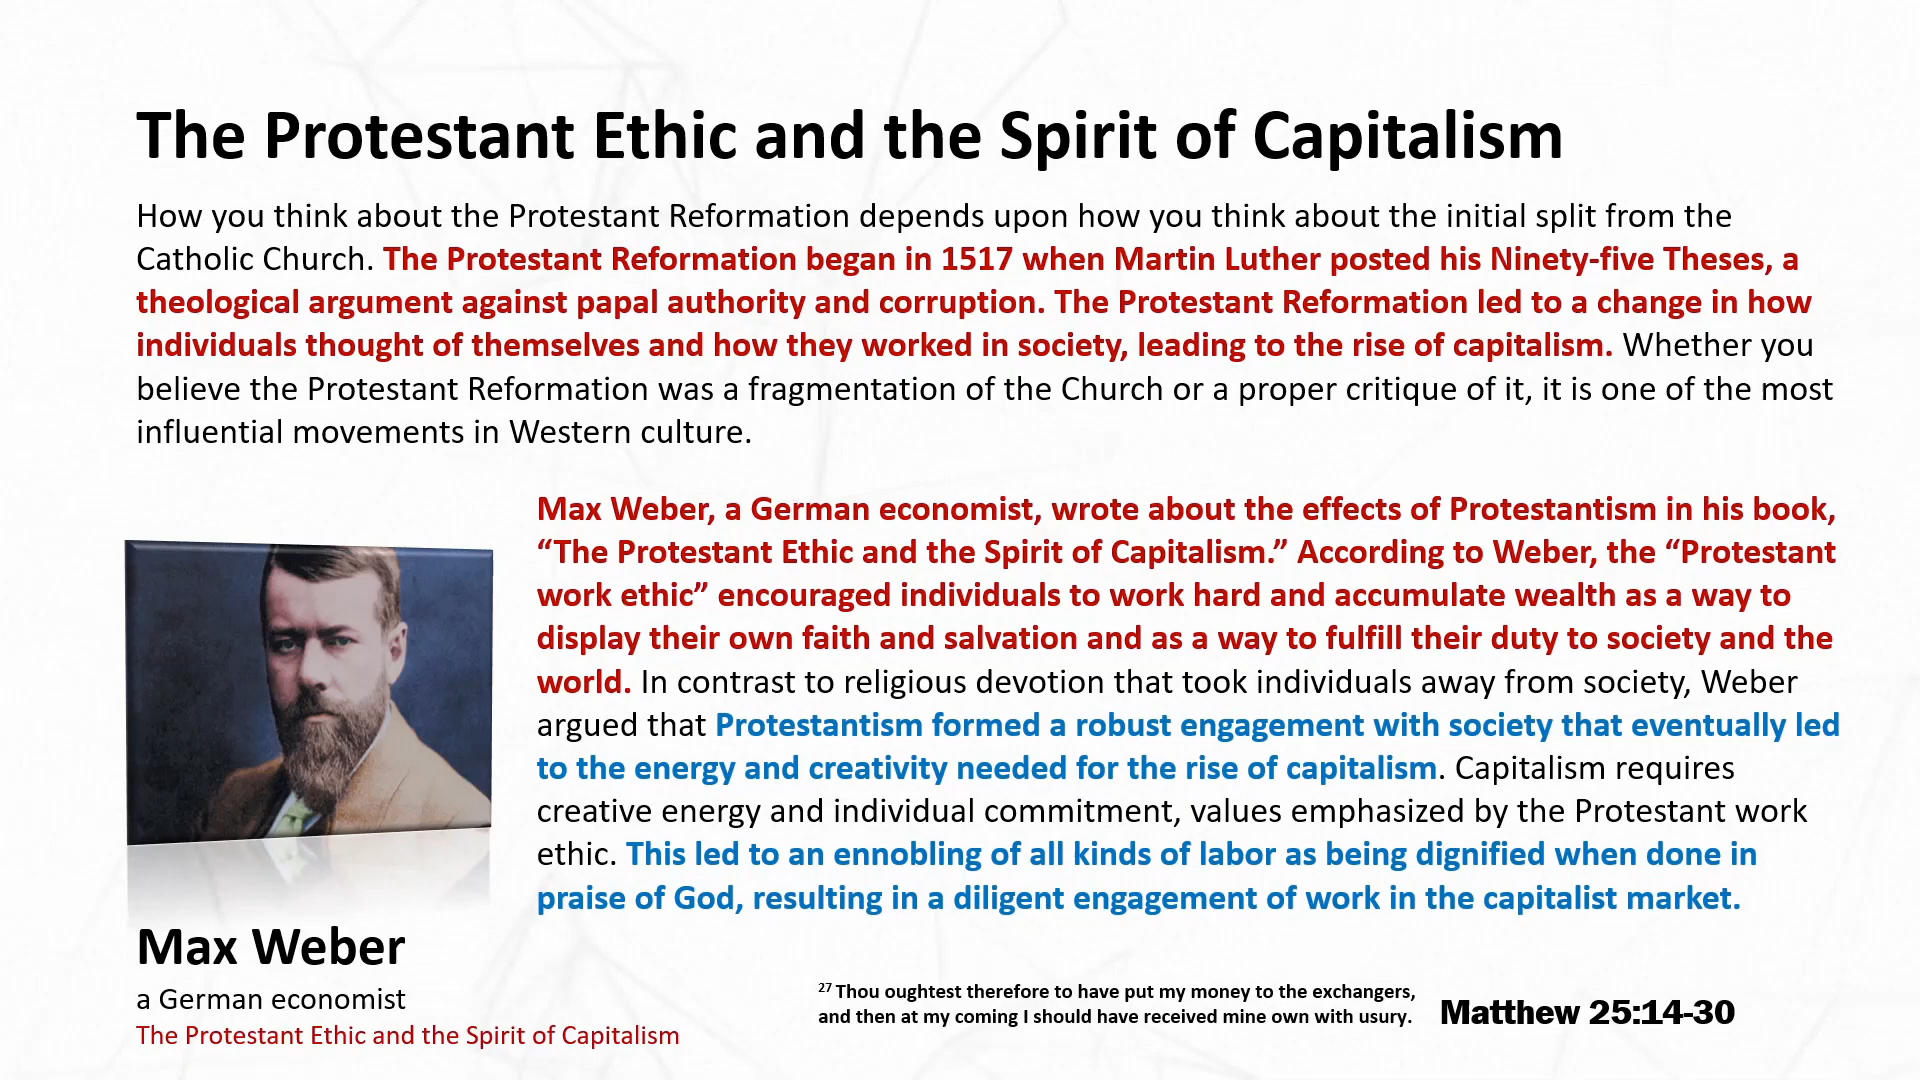 The Protestant Ethic and the Spirit of Capitalism
How you think about the Protestant Reformation depends upon how you think about the initial split from the
Catholic Church. The Protestant Reformation began in 1517 when Martin Luther posted his Ninety-five Theses, a
theological argument against papal authority and corruption. The Protestant Reformation led to a change in how
individuals thought of themselves and how they worked in society, leading to the rise of capitalism. Whether you
believe the Protestant Reformation was a fragmentation of the Church or a proper critique of it, it is one of the most
influential movements in Western culture.
Max Weber, a German economist, wrote about the effects of Protestantism in his book,
“The Protestant Ethic and the Spirit of Capitalism.” According to Weber, the “Protestant
work ethic” encouraged individuals to work hard and accumulate wealth as a way to
display their own faith and salvation and as a way to fulfill their duty to society and the
world. In contrast to religious devotion that took individuals away from society, Weber
argued that Protestantism formed a robust engagement with society that eventually led
to the energy and creativity needed for the rise of capitalism. Capitalism requires
creative energy and individual commitment, values emphasized by the Protestant work
ethic. This led to an ennobling of all kinds of labor as being dignified when done in
praise of God, resulting in a diligent engagement of work in the capitalist market.
Max Weber
a German economist
The Protestant Ethic and the Spirit of Capitalism
27 Thou oughtest therefore to have put my money to the exchangers,
and then at my coming I should have received mine own with usury.
Matthew 25:14-30